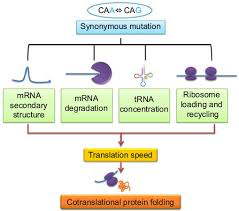 CAA⇔ CAG
Synonymous mutation
mRNA
secondary
structure
mRNA
degradation
tRNA
concentration
Ribosome
loading and
recycling
Translation speed
Cotranslational protein folding